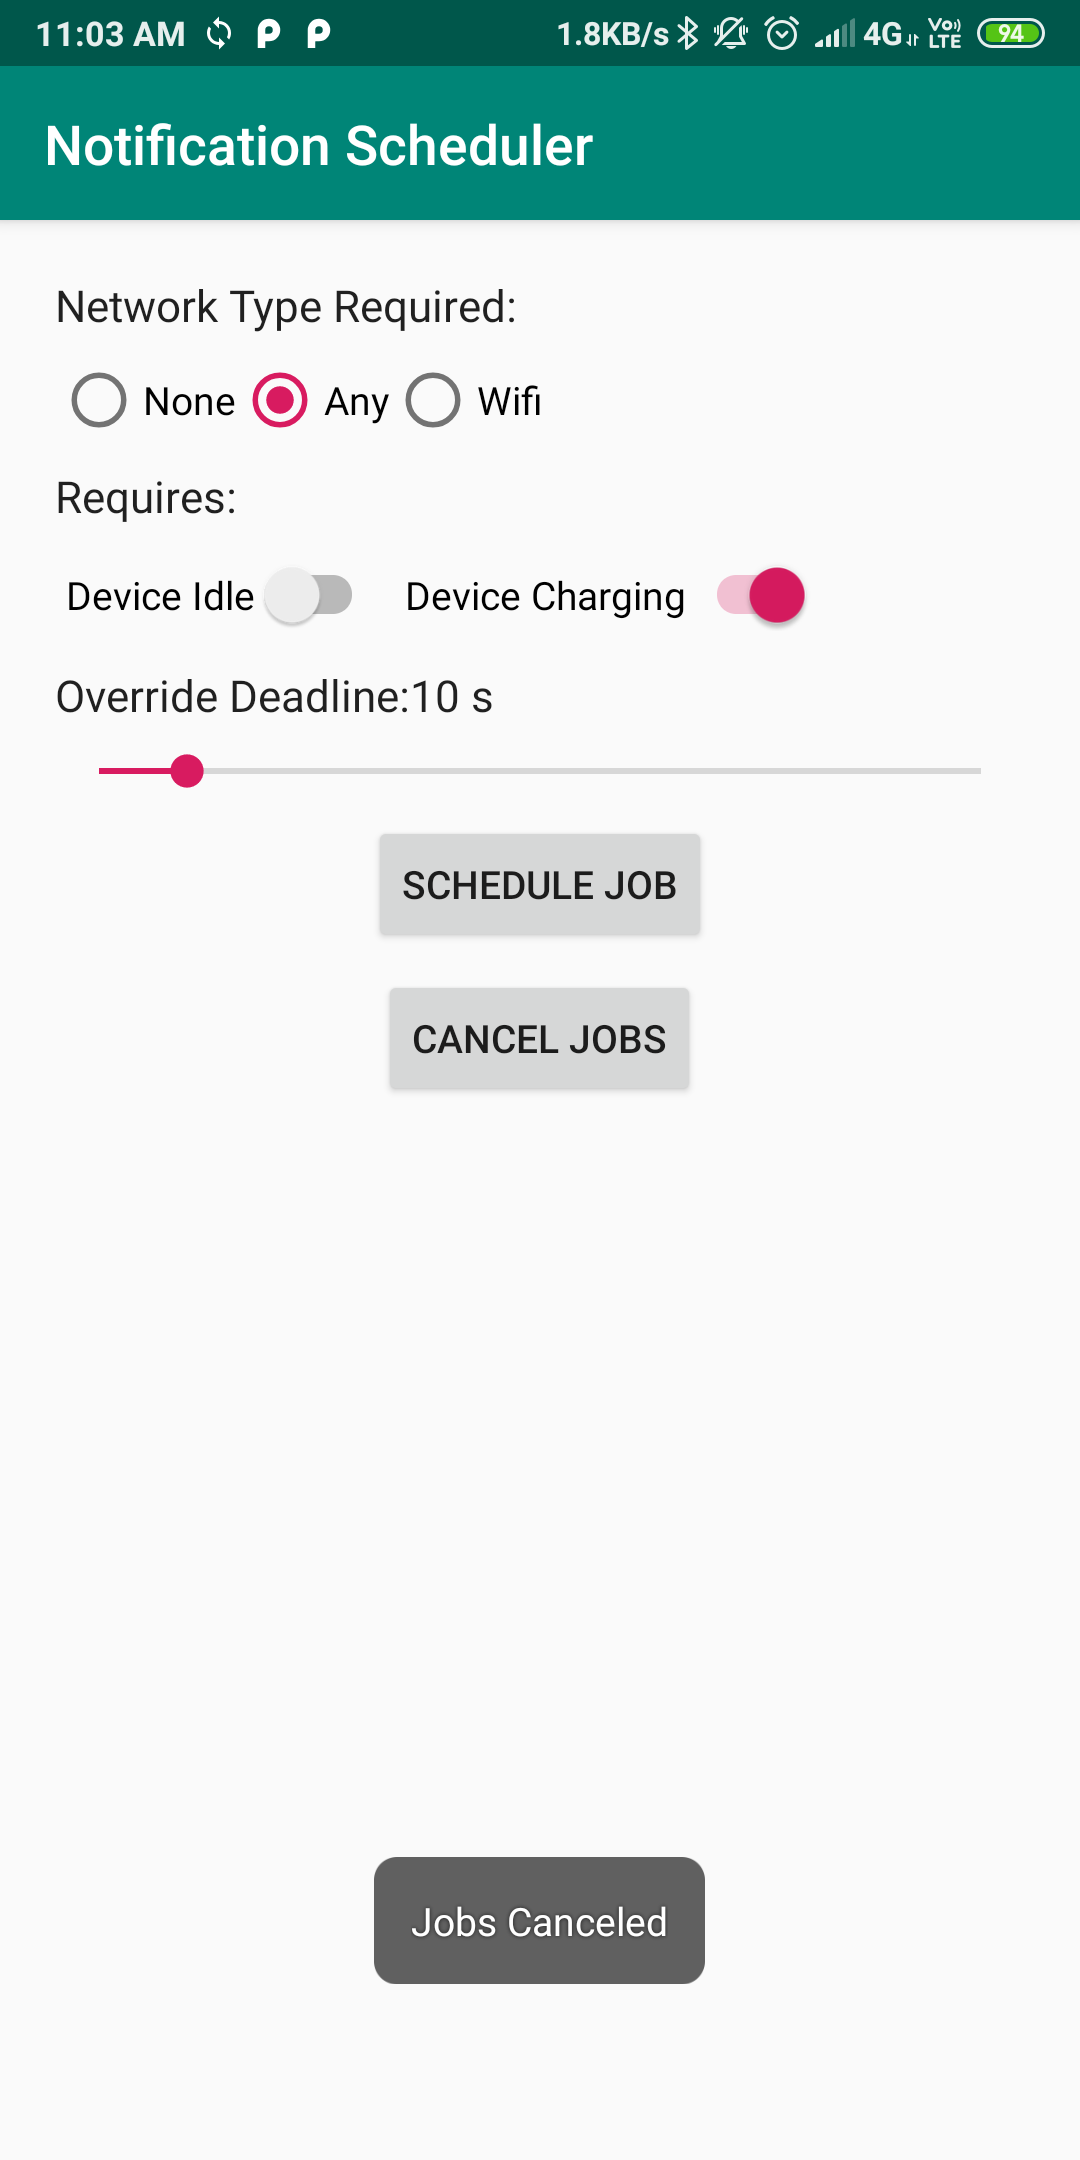 11:03 AM 1.8KB/s 4G Vo LTE 94
Notification Scheduler
Network Type Required:
None Any Wifi
Requires:
Device Idle Device Charging
Override Deadline:10 s
SCHEDULE JOB
CANCEL JOBS
Jobs Canceled